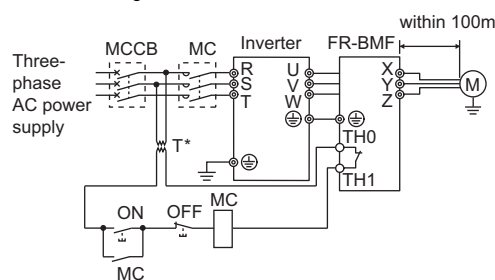 within 100m
Inverter
FR-BMF
MCCB
MC
Three-
phase
AC power
supply
R
S
T
U
V
W
X
Y
Z
M
T*
TH0
TH1
ON
OFF
MC
MC